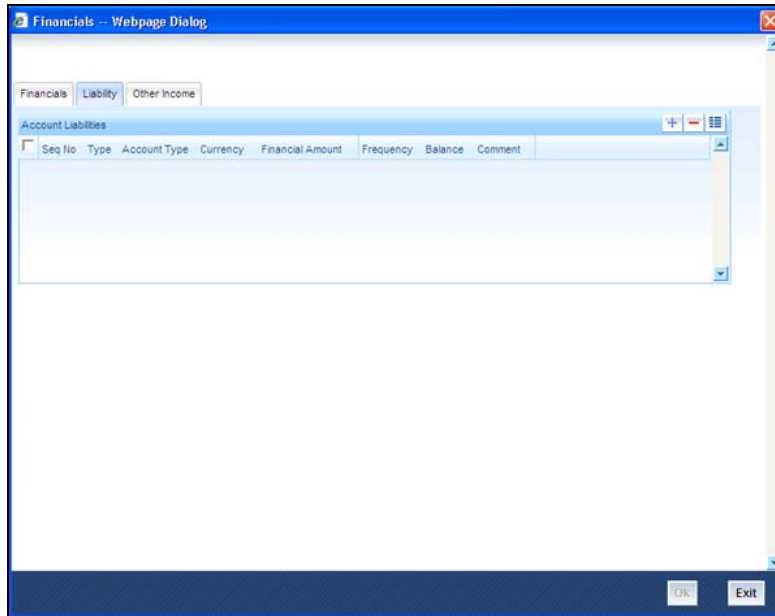 Financials -- Webpage Dialog
Financials Liability Other Income
Account Liabilities
Seq No Type Account Type Currency Financial Amount Frequency Balance Comment
Ok Exit